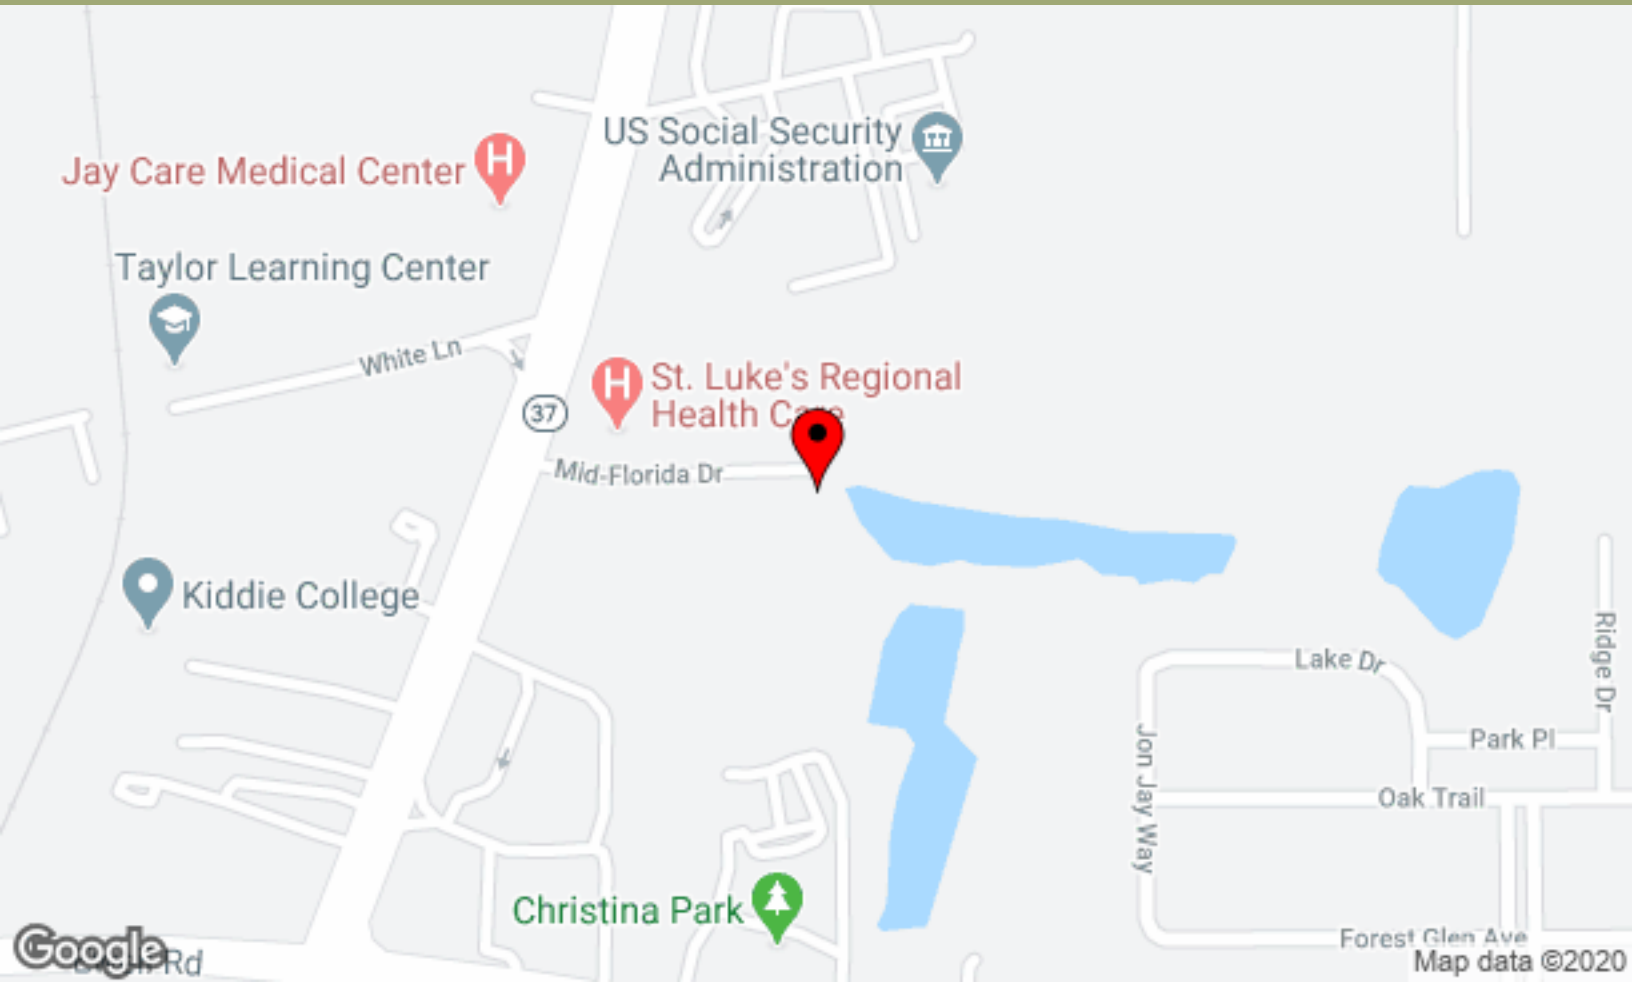 US Social Security
Administration
H
Jay Care Medical Center
Taylor Learning Center
White Ln
H
St. Luke's Regional
Health Care
37
Mid-Florida Dr
Kiddie College
Ridge Dr
Lake Dr
Park Pl
Jon Jay Way
Oak Trail
Christina Park
Forest Glen Ave
Google
Rd
Map data ©2020